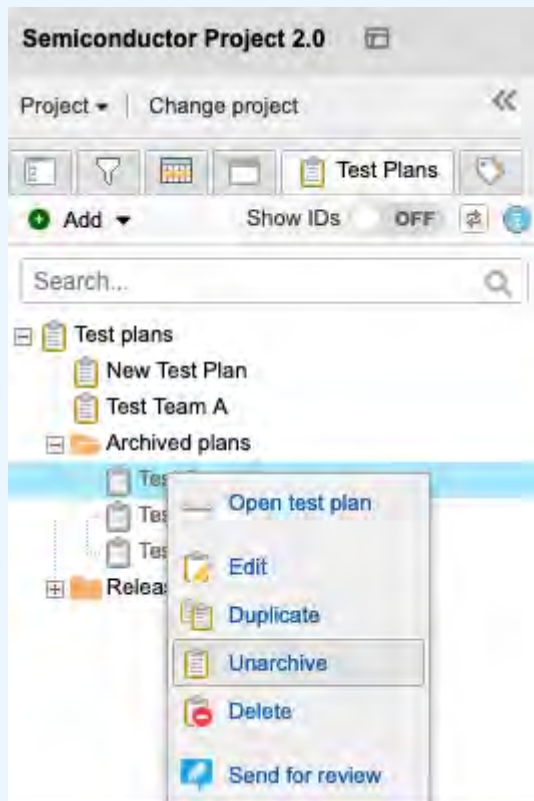 Semiconductor Project 2.0
Project Change project
Test Plans
Add Show IDs OFF
Search...
Test plans
New Test Plan
Test Team A
Archived plans
Open test plan
Edit
Duplicate
Unarchive
Delete
Send for review